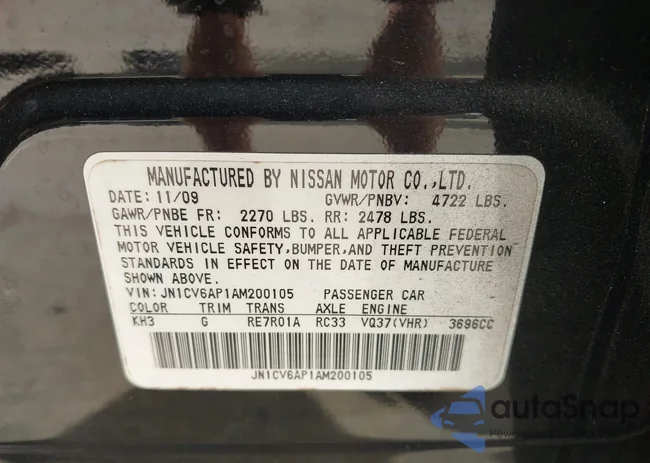 MANUFACTURED BY NISSAN MOTOR CO.,LTD.
DATE: 11/09 GVWR/PNBV: 4722 LBS.
GAWR/PNBE FR: 2270 LBS. RR: 2478 LBS.
THIS VEHICLE CONFORMS TO ALL APPLICABLE FEDERAL
MOTOR VEHICLE SAFETY,BUMPER,AND THEFT PREVENTION
STANDARDS IN EFFECT ON THE DATE OF MANUFACTURE
SHOWN ABOVE.
VIN: JN1CV6AP1AM200105 PASSENGER CAR
COLOR TRIM TRANS AXLE ENGINE
KH3 G RE7R01A RC33 VQ37(VHR) 3696CC
JN1CV6AP1AM200105
autoSnap
Powered by